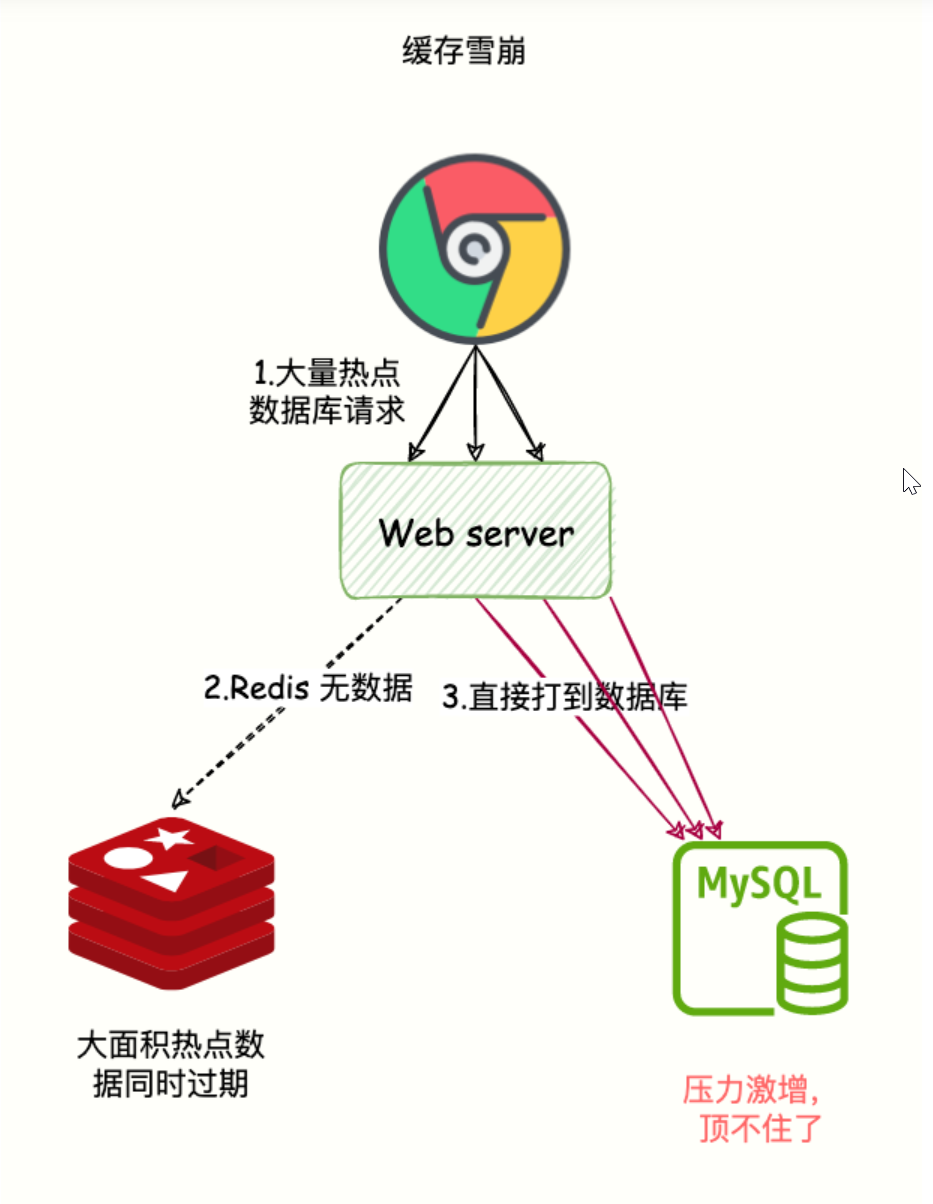 缓存雪崩
1.大量热点
数据库请求
Web server
2.Redis 无数据
3.直接打到数据库
MySQL
大面积热点数
据同时过期
压力激增，
顶不住了